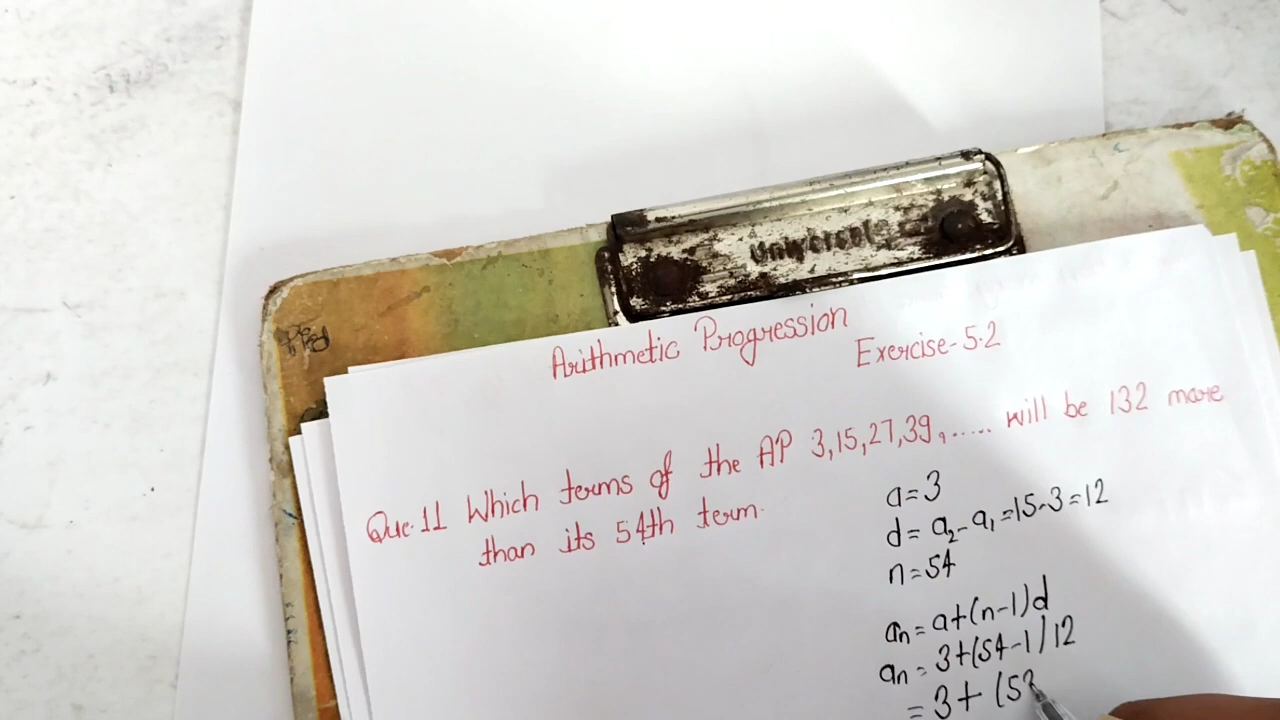 Universal
Arithmetic Progression
Exercise-5.2
Que.11 Which terms of the AP 3,15,27,39,..... will be 132 more
than its 54th term.
a=3
d= a₂-a₁=15-3=12
n=54
an= a+(n-1)d
an= 3+(54-1)12
= 3+ (53